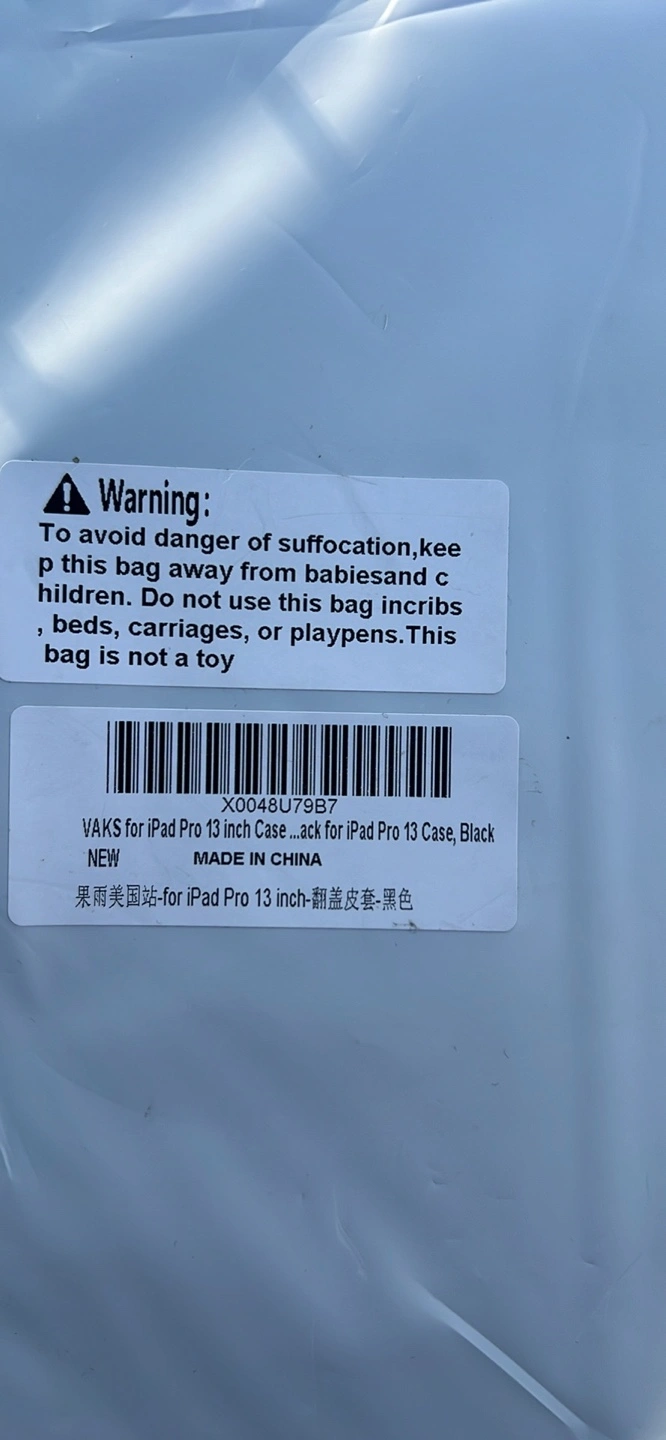 Warning:
To avoid danger of suffocation,kee
p this bag away from babiesand c
hildren. Do not use this bag incribs
, beds, carriages, or playpens.This
bag is not a toy
X0048U79B7
VAKS for iPad Pro 13 inch Case ...ack for iPad Pro 13 Case, Black
NEW MADE IN CHINA
果雨美国站-for iPad Pro 13 inch-翻盖皮套-黑色